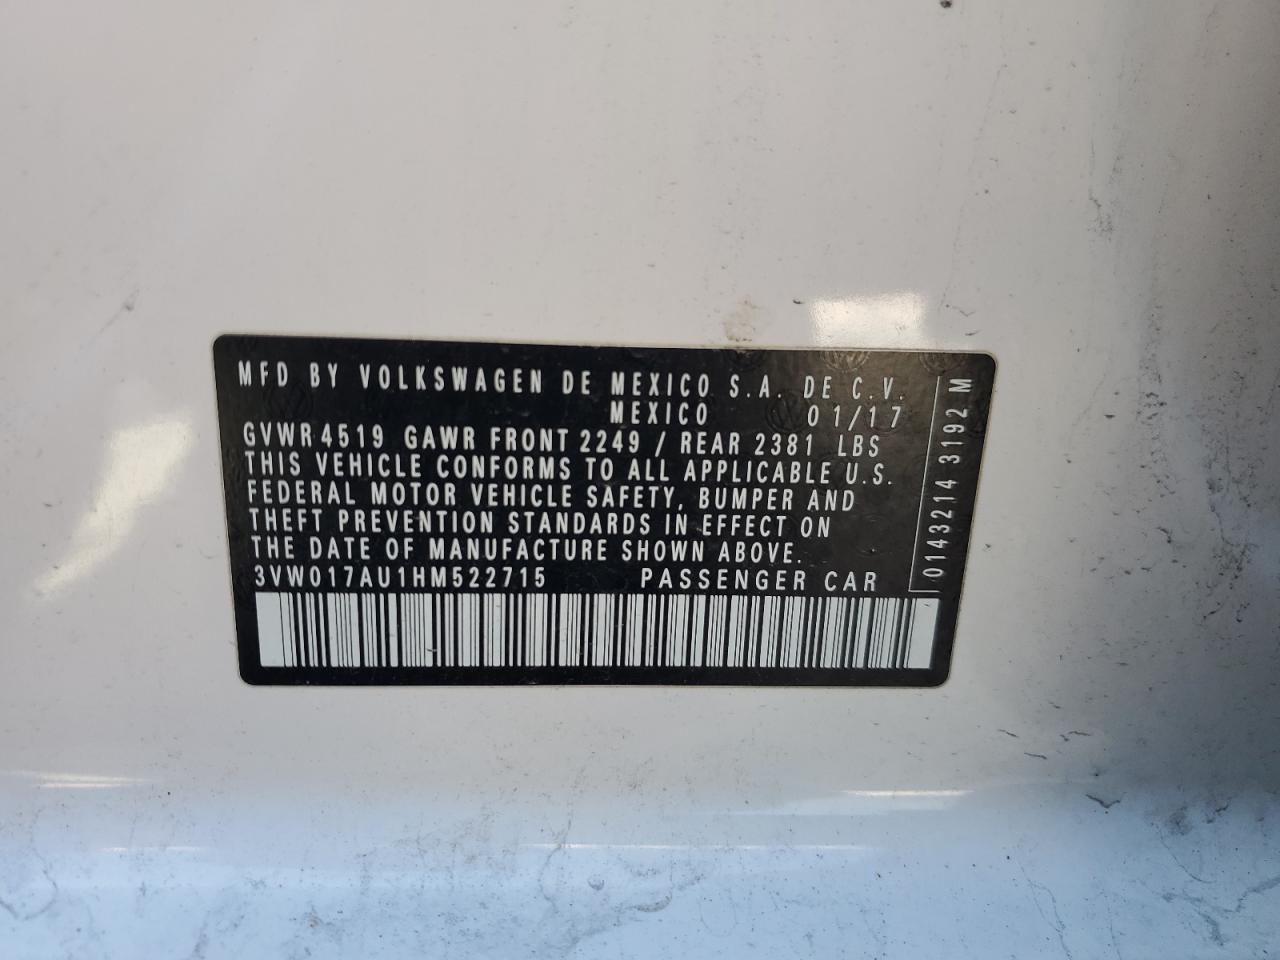 MFD BY VOLKSWAGEN DE MEXICO S.A. DE C.V.
MEXICO 01/17
GVWR 4519 GAWR FRONT 2249 / REAR 2381 LBS
THIS VEHICLE CONFORMS TO ALL APPLICABLE U.S.
FEDERAL MOTOR VEHICLE SAFETY, BUMPER AND
THEFT PREVENTION STANDARDS IN EFFECT ON
THE DATE OF MANUFACTURE SHOWN ABOVE.
3VW017AU1HM522715 PASSENGER CAR
0143214 3192 M